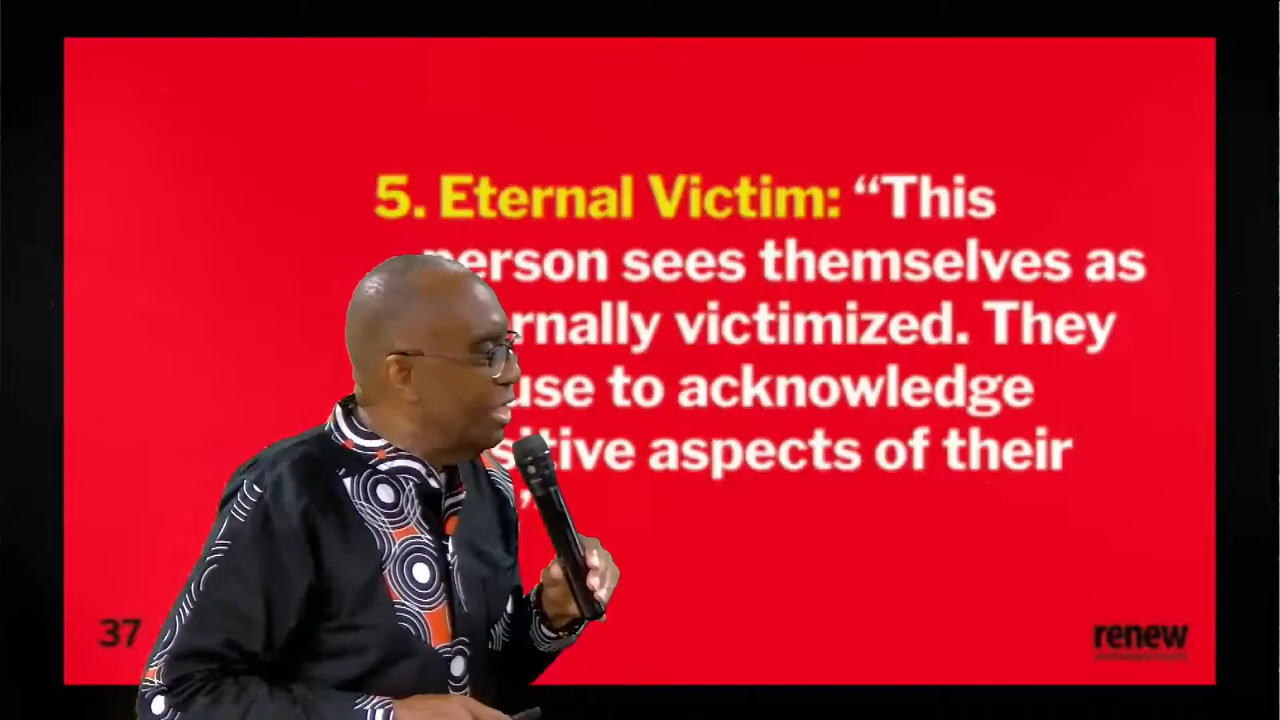 5. Eternal Victim: “This
person sees themselves as
rnally victimized. They
use to acknowledge
sitive aspects of their
”
37
renew